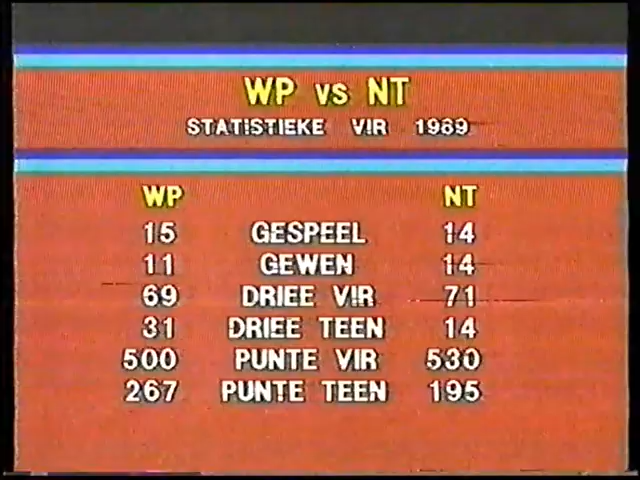 WP vs NT
STATISTIEKE VIR 1989
WP NT
15 GESPEEL 14
11 GEWEN 14
69 DRIEE VIR 71
31 DRIEE TEEN 14
500 PUNTE VIR 530
267 PUNTE TEEN 195